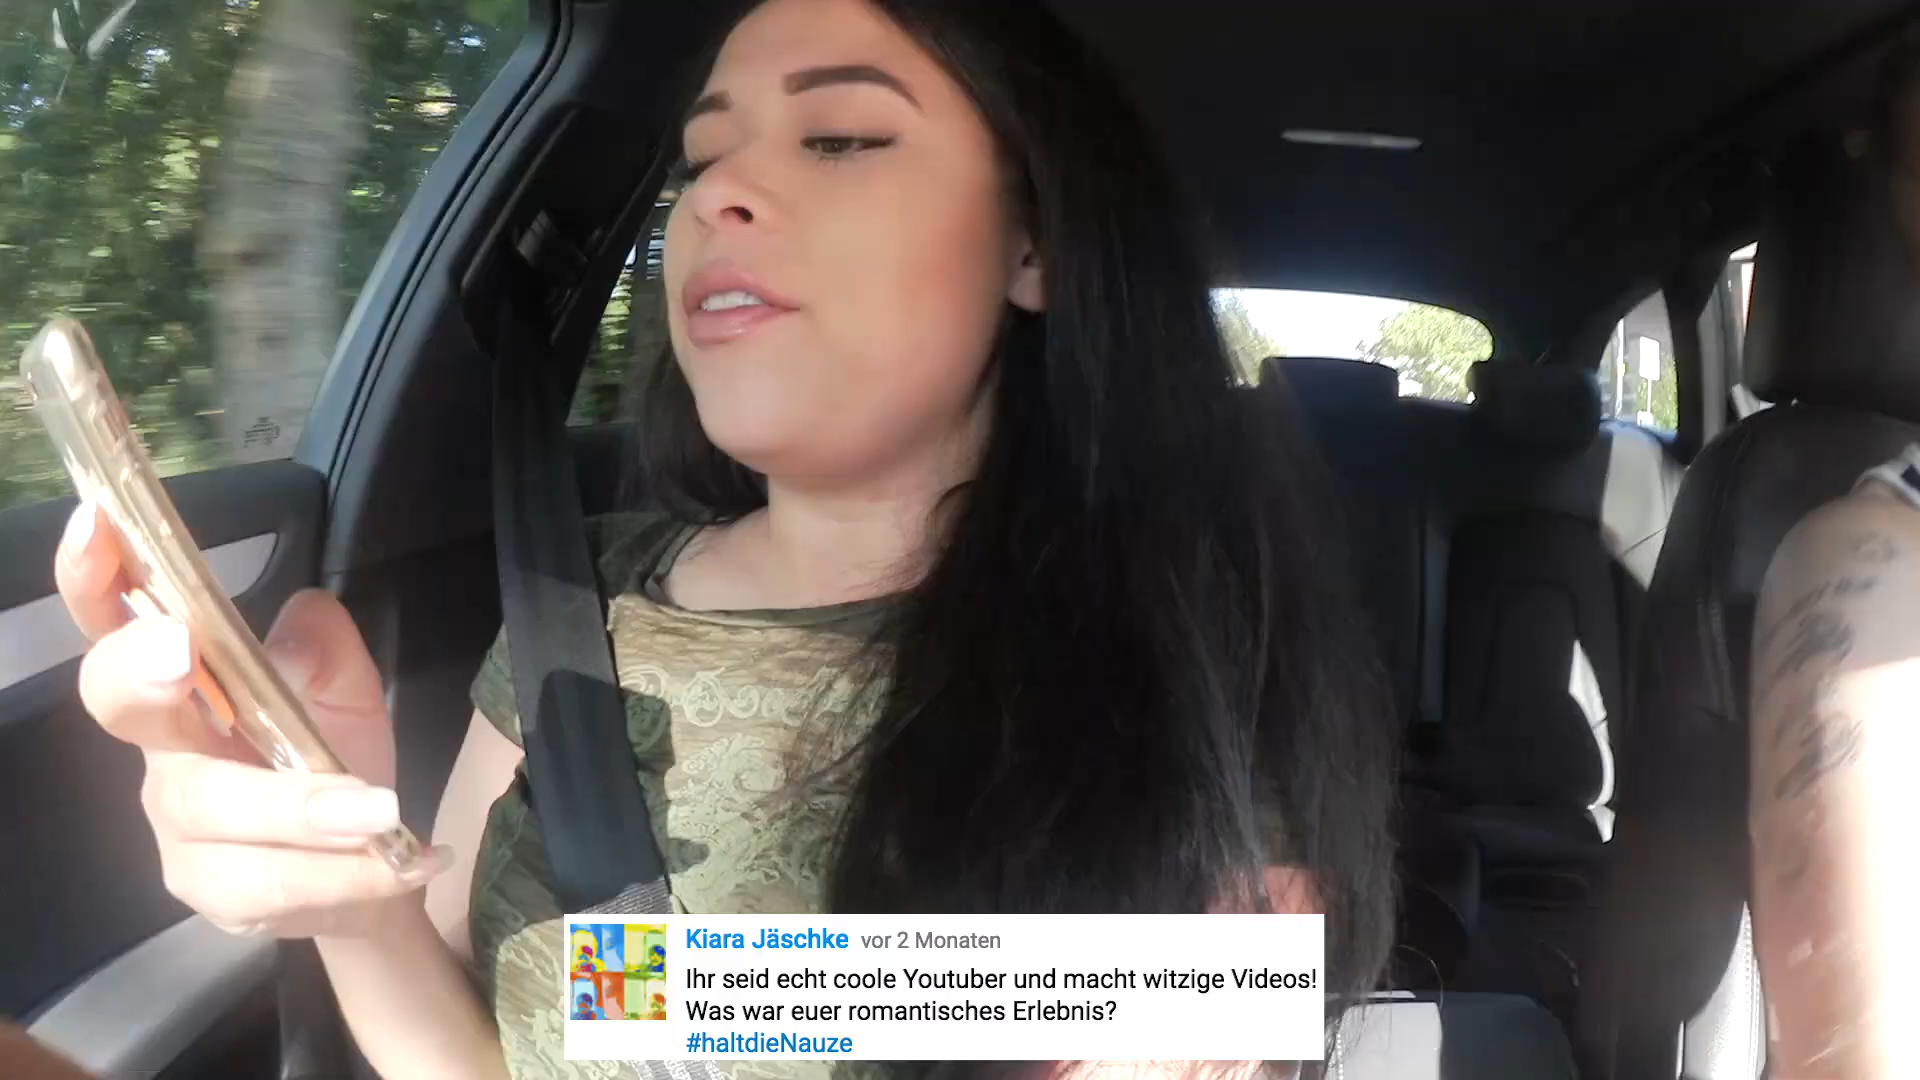 Kiara Jäschke vor 2 Monaten
Ihr seid echt coole Youtuber und macht witzige Videos!
Was war euer romantisches Erlebnis?
#haltdieNauze